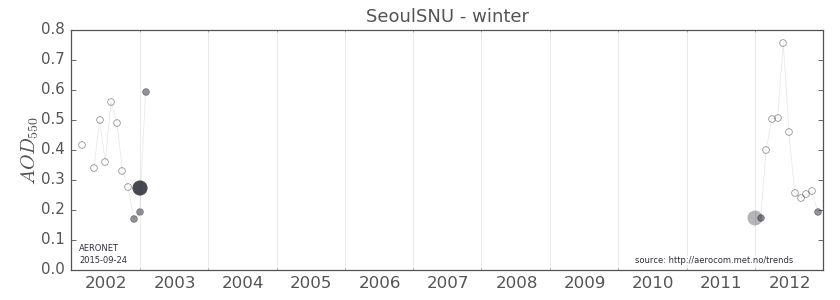 SeoulSNU - winter
0.8
0.7
0.6
0.5
0.4
0.3
0.2
0.1
0.0
AOD550
AERONET
2015-09-24
source: http://aerocom.met.no/trends
2002 2003 2004 2005 2006 2007 2008 2009 2010 2011 2012